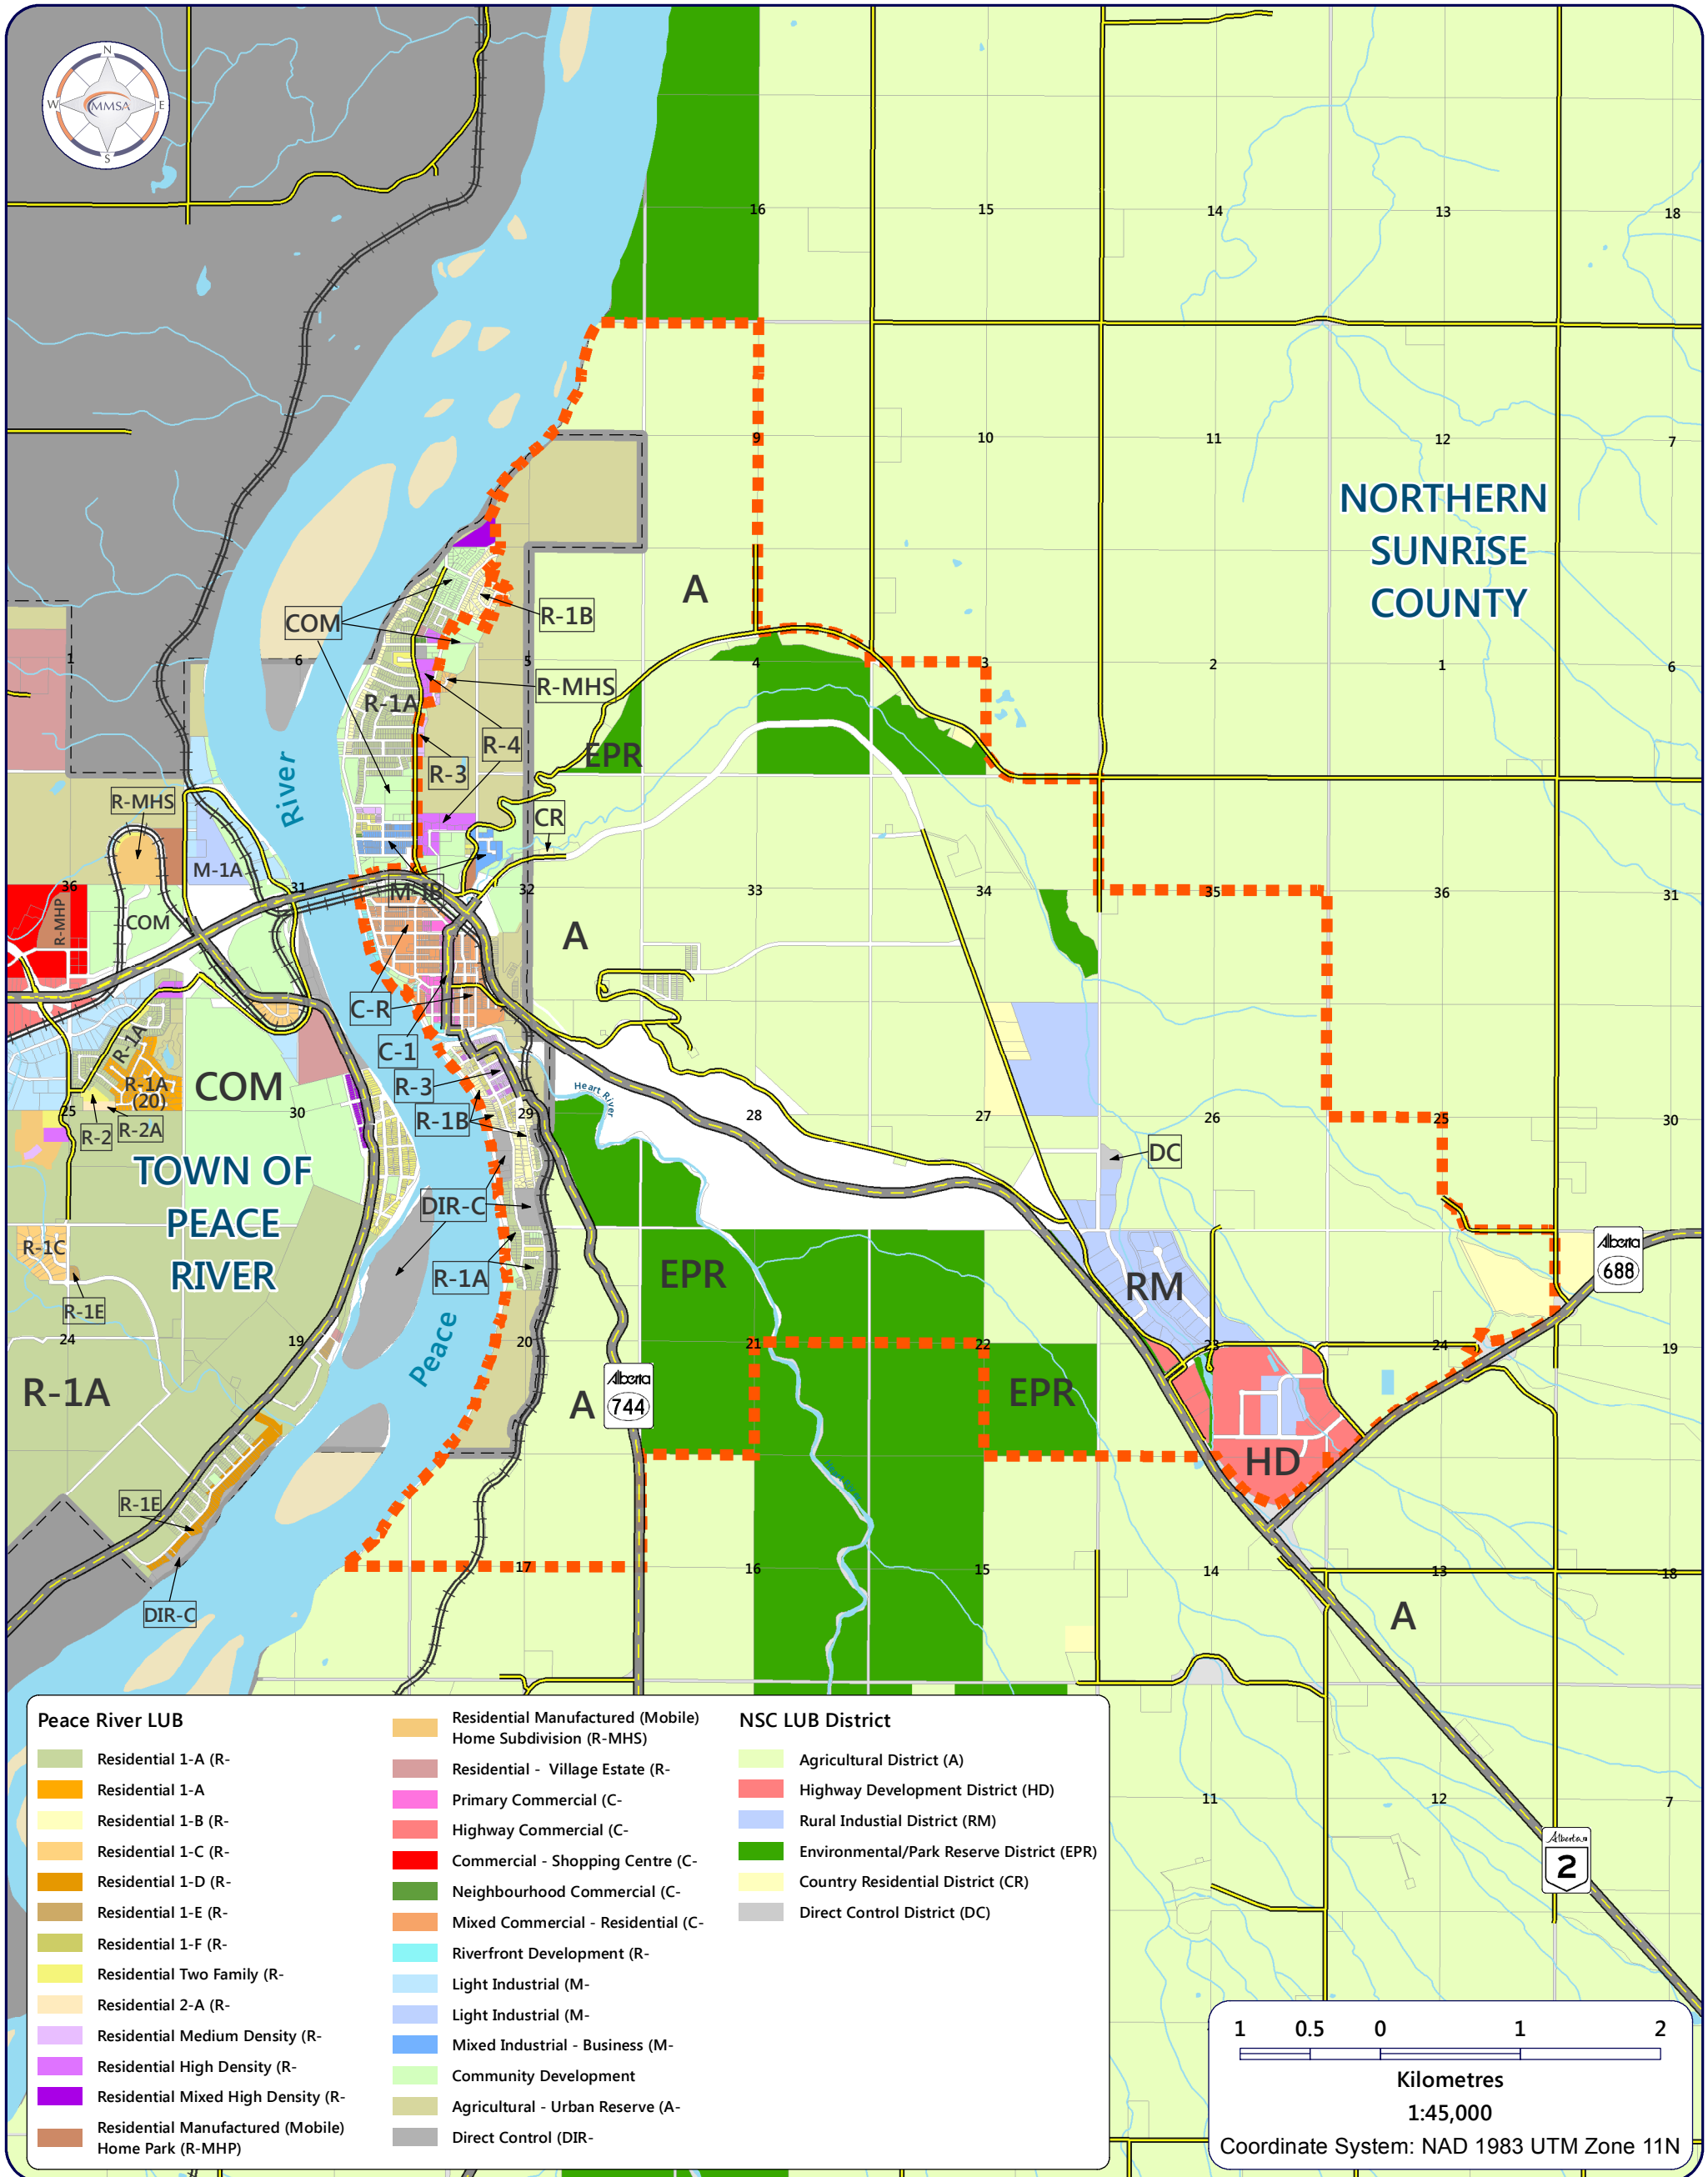 N
W MMSA E
S
16
15
14
13
18
9
10
11
12
7
NORTHERN
SUNRISE
COUNTY
A
COM
R-1B
1
6
5
4
3
2
1
6
R-MHS
R-1A
R-4
EPR
River
R-3
R-MHS
CR
M-1A
M-1B
36
31
32
33
34
35
36
31
R-MHP
COM
A
C-R
C-1
R-1A
R-1A
(20)
COM
R-3
Heart River
R-1B
25
30
29
28
27
26
25
30
R-2
R-2A
DC
TOWN OF
PEACE
RIVER
DIR-C
R-1C
R-1A
EPR
RM
Alberta
688
R-1E
24
19
20
21
22
23
24
19
Peace
R-1A
A
Alberta
744
EPR
HD
Heart River
R-1E
17
16
15
14
13
18
DIR-C
A
11
12
7
Alberta
2
Peace River LUB
Residential 1-A (R-
Residential 1-A
Residential 1-B (R-
Residential 1-C (R-
Residential 1-D (R-
Residential 1-E (R-
Residential 1-F (R-
Residential Two Family (R-
Residential 2-A (R-
Residential Medium Density (R-
Residential High Density (R-
Residential Mixed High Density (R-
Residential Manufactured (Mobile)
Home Park (R-MHP)
Residential Manufactured (Mobile)
Home Subdivision (R-MHS)
Residential - Village Estate (R-
Primary Commercial (C-
Highway Commercial (C-
Commercial - Shopping Centre (C-
Neighbourhood Commercial (C-
Mixed Commercial - Residential (C-
Riverfront Development (R-
Light Industrial (M-
Light Industrial (M-
Mixed Industrial - Business (M-
Community Development
Agricultural - Urban Reserve (A-
Direct Control (DIR-
NSC LUB District
Agricultural District (A)
Highway Development District (HD)
Rural Industial District (RM)
Environmental/Park Reserve District (EPR)
Country Residential District (CR)
Direct Control District (DC)
1 0.5 0 1 2
Kilometres
1:45,000
Coordinate System: NAD 1983 UTM Zone 11N